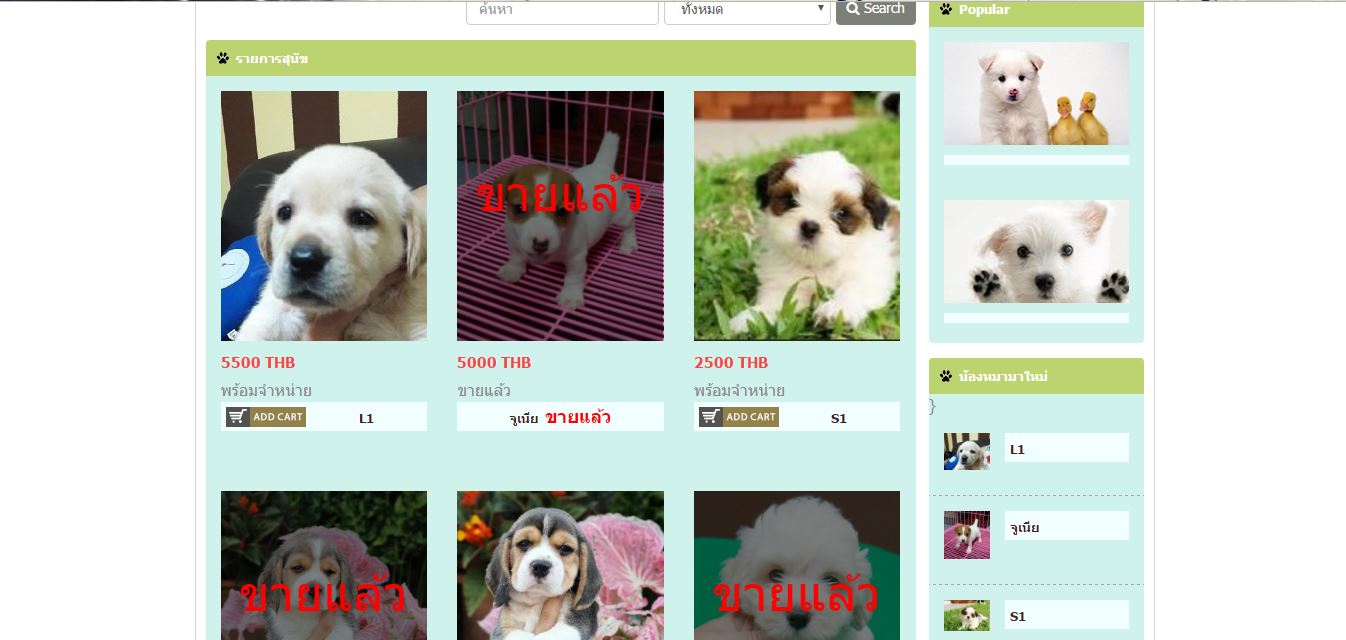 ค้นหา
ทั้งหมด
Search
รายการสุนัข
ขายแล้ว
5500 THB
พร้อมจำหน่าย
ADD CART
L1
5000 THB
ขายแล้ว
จูเนีย ขายแล้ว
2500 THB
พร้อมจำหน่าย
ADD CART
S1
ขายแล้ว
ขายแล้ว
Popular
น้องหมามาใหม่
}
L1
จูเนีย
S1